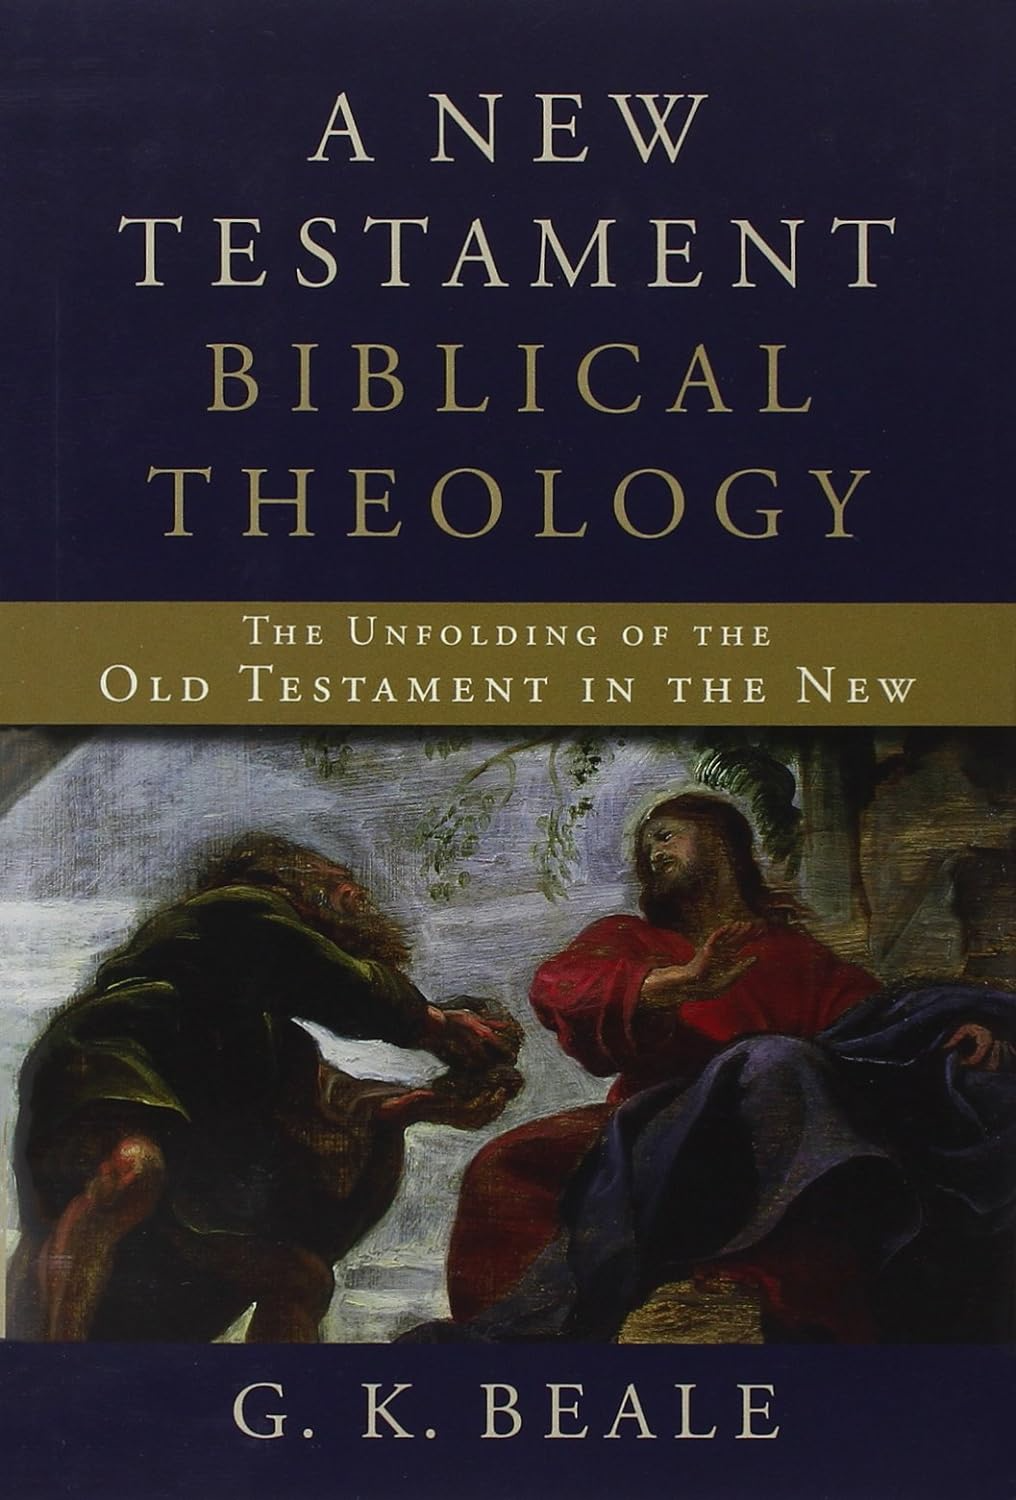 A NEW
TESTAMENT
BIBLICAL
THEOLOGY
THE UNFOLDING OF THE
OLD TESTAMENT IN THE NEW
G. K. BEALE